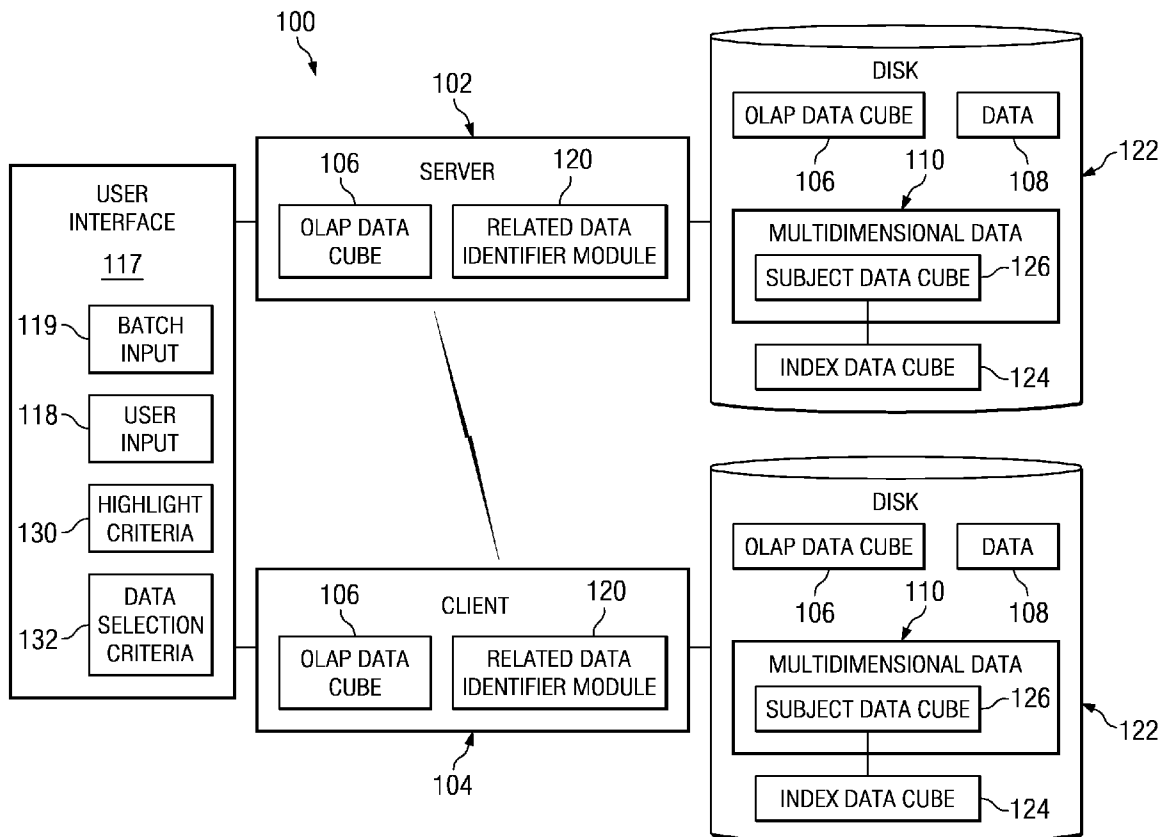 100
102
106
120
SERVER
OLAP DATA
CUBE
RELATED DATA
IDENTIFIER MODULE
USER
INTERFACE
117
119
BATCH
INPUT
118
USER
INPUT
130
HIGHLIGHT
CRITERIA
132
DATA
SELECTION
CRITERIA
DISK
OLAP DATA CUBE
DATA
106
110
108
122
MULTIDIMENSIONAL DATA
SUBJECT DATA CUBE
126
INDEX DATA CUBE
124
106
120
CLIENT
OLAP DATA
CUBE
RELATED DATA
IDENTIFIER MODULE
104
DISK
OLAP DATA CUBE
DATA
106
110
108
MULTIDIMENSIONAL DATA
SUBJECT DATA CUBE
126
122
INDEX DATA CUBE
124